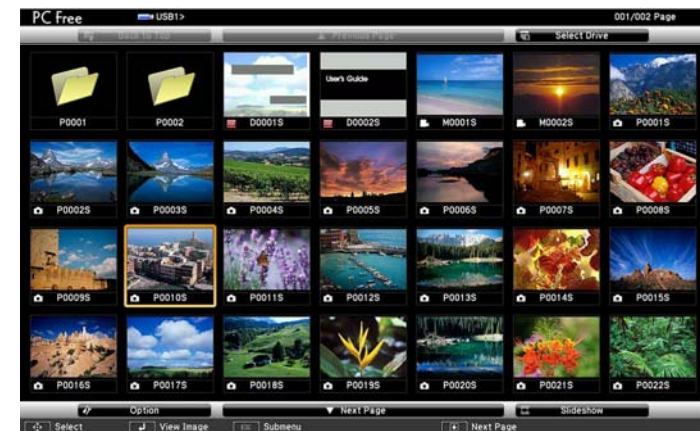 PC Free USB1> 001/002 Page
Back to Top Previous Page Select Drive
User's Guide
P0001 P0002 D0001S D0002S M0001S M0002S P0001S
P0002S P0003S P0004S P0005S P0006S P0007S P0008S
P0009S P0010S P0011S P0012S P0013S P0014S P0015S
P0016S P0017S P0018S P0019S P0020S P0021S P0022S
Option Next Page Slideshow
Select View Image Esc Submenu Next Page